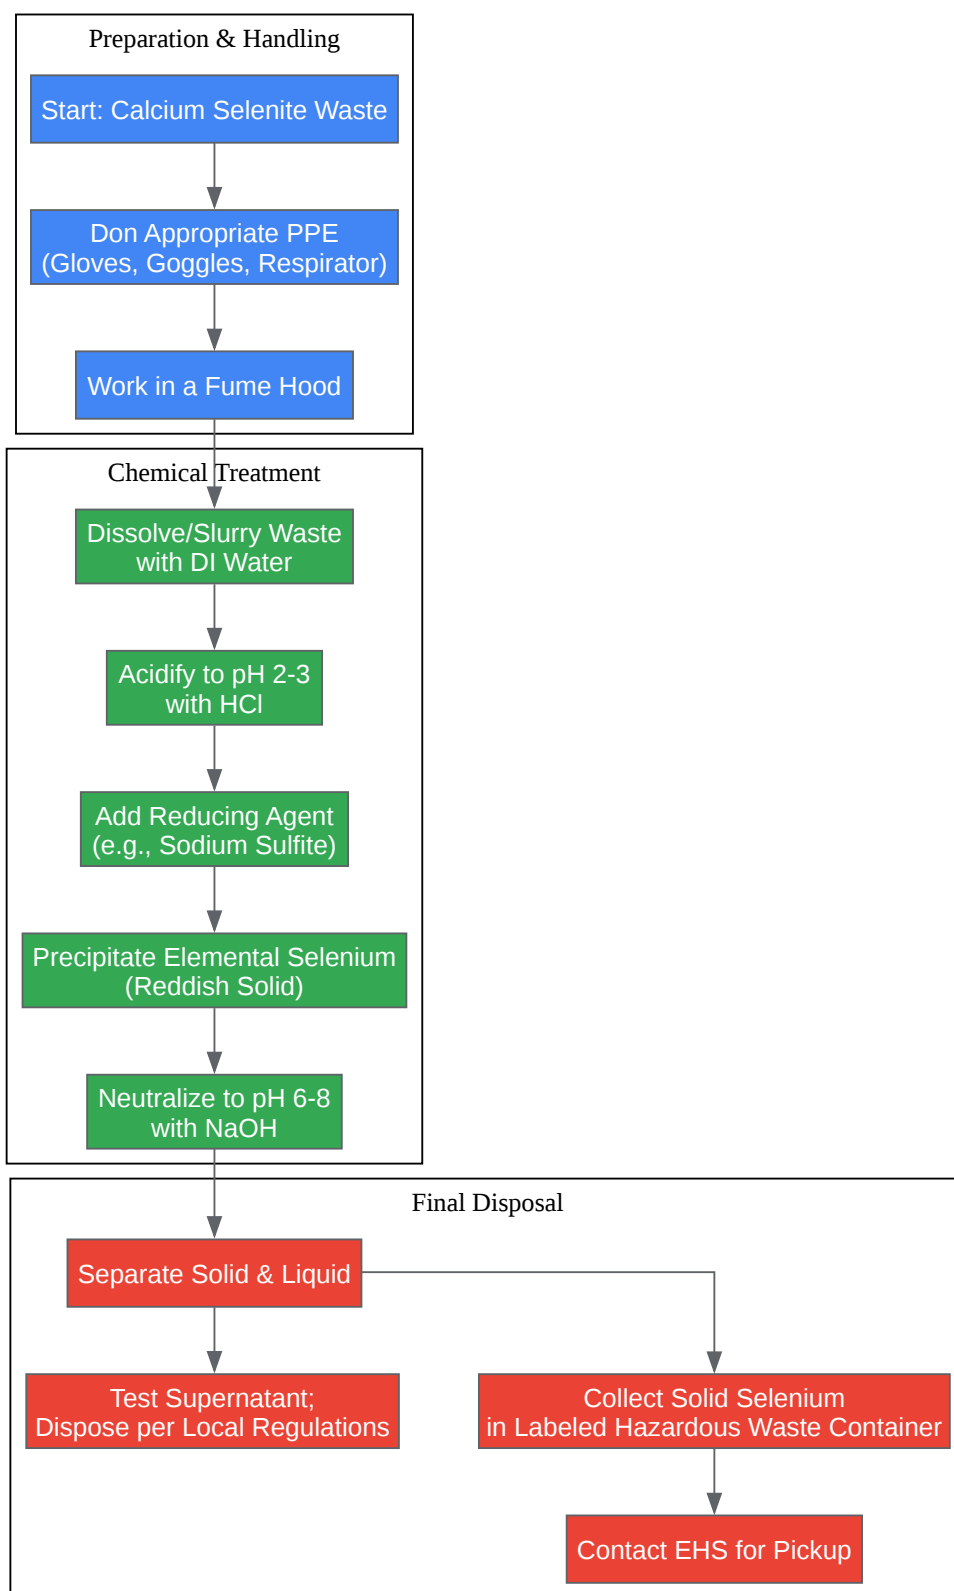 Preparation & Handling
Start: Calcium Selenite Waste
Don Appropriate PPE
(Gloves, Goggles, Respirator)
Work in a Fume Hood
Chemical Treatment
Dissolve/Slurry Waste
with DI Water
Acidify to pH 2-3
with HCl
Add Reducing Agent
(e.g., Sodium Sulfite)
Precipitate Elemental Selenium
(Reddish Solid)
Neutralize to pH 6-8
with NaOH
Final Disposal
Separate Solid & Liquid
Test Supernatant;
Dispose per Local Regulations
Collect Solid Selenium
in Labeled Hazardous Waste Container
Contact EHS for Pickup